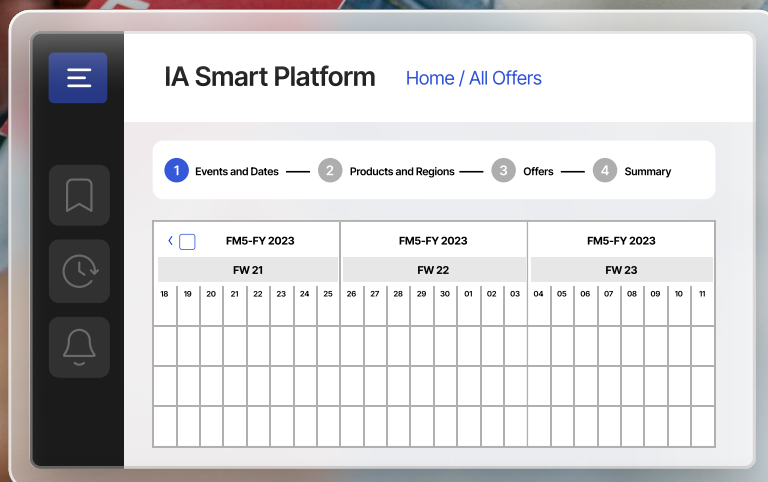 IA Smart Platform
Home / All Offers
1 Events and Dates 2 Products and Regions 3 Offers 4 Summary
FM5-FY 2023 FM5-FY 2023 FM5-FY 2023
FW 21 FW 22 FW 23
18 19 20 21 22 23 24 25 26 27 28 29 30 01 02 03 04 05 06 07 08 09 10 11